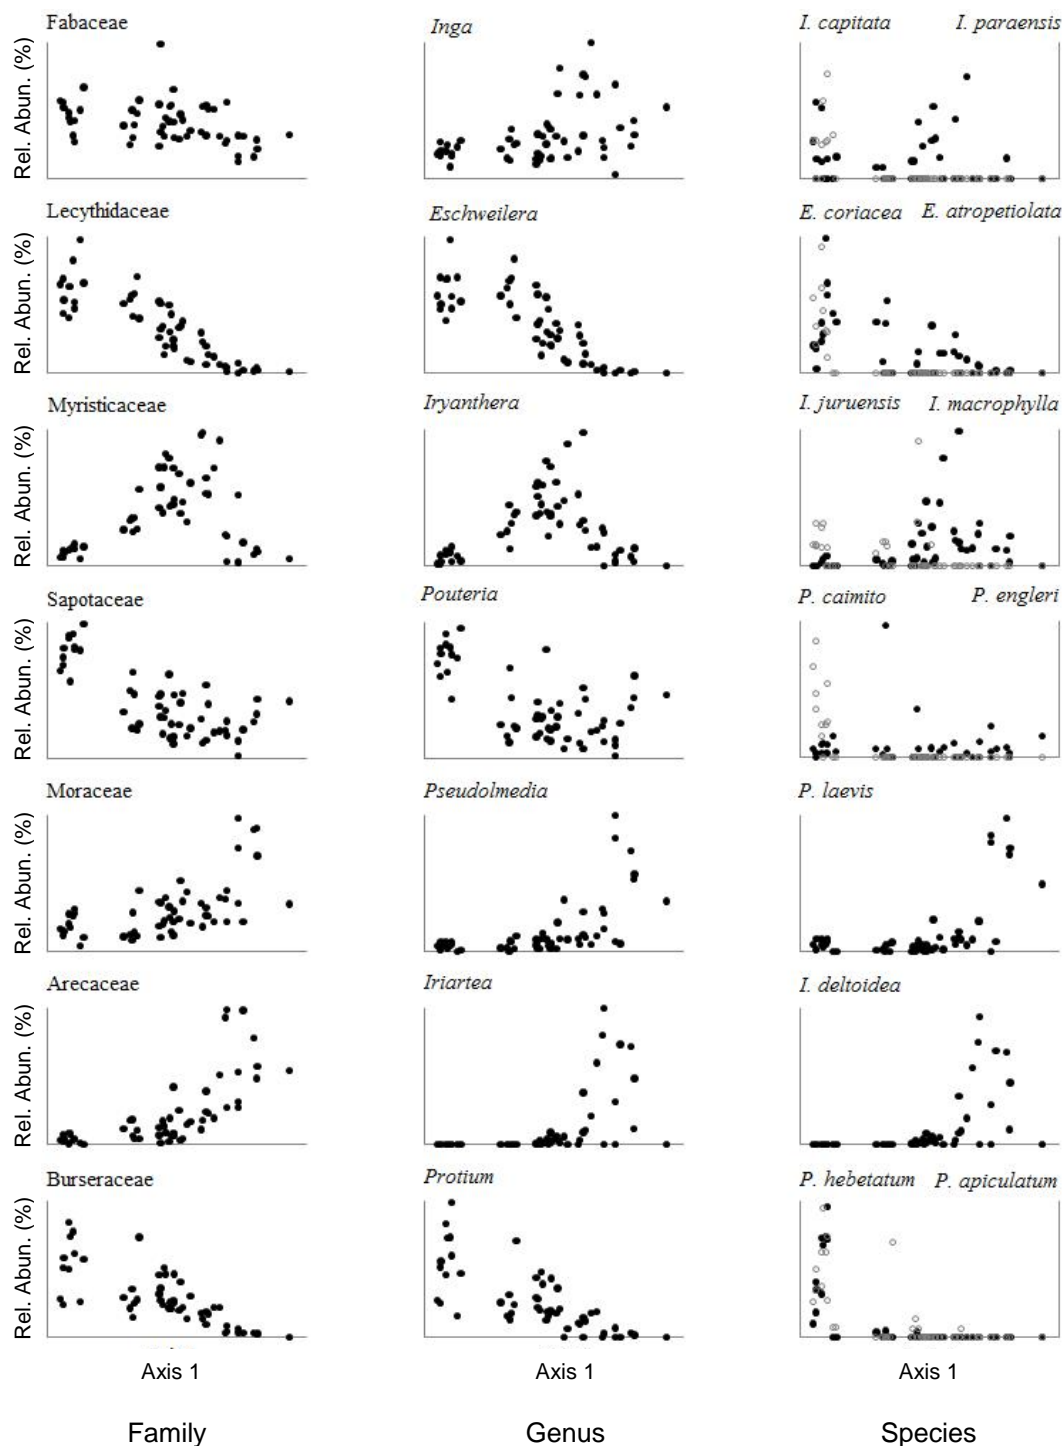 Fabaceae
Inga
I. capitata I. paraensis
Rel. Abun. (%)
Lecythidaceae
Eschweilera
E. coriacea E. atropetiolata
Rel. Abun. (%)
Myristicaceae
Iryanthera
I. juruensis I. macrophylla
Rel. Abun. (%)
Sapotaceae
Pouteria
P. caimito P. engleri
Rel. Abun. (%)
Moraceae
Pseudolmedia
P. laevis
Rel. Abun. (%)
Arecaceae
Iriartea
I. deltoidea
Rel. Abun. (%)
Burseraceae
Protium
P. hebetatum P. apiculatum
Rel. Abun. (%)
Axis 1
Axis 1
Axis 1
Family
Genus
Species